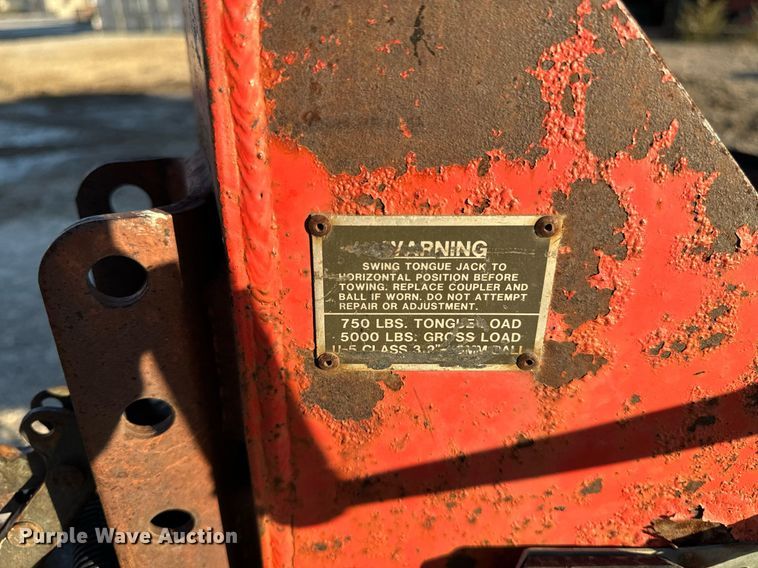 WARNING
SWING TONGUE JACK TO
HORIZONTAL POSITION BEFORE
TOWING. REPLACE COUPLER AND
BALL IF WORN. DO NOT ATTEMPT
REPAIR OR ADJUSTMENT.
750 LBS. TONGUE LOAD
5000 LBS. GROSS LOAD
CLASS 3,
Purple Wave Auction